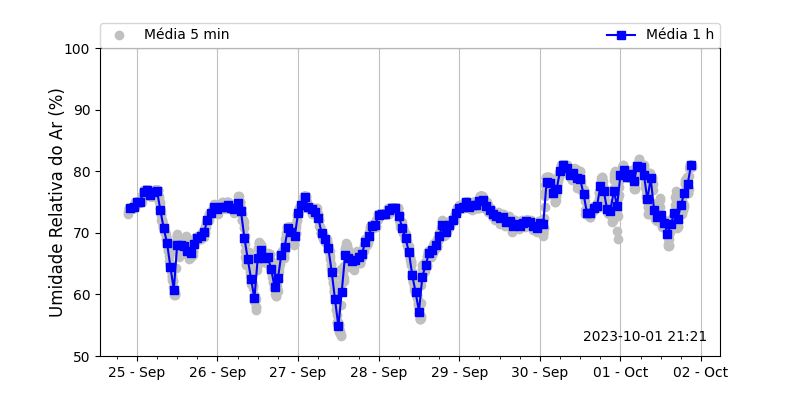 Média 5 min
Média 1 h
Umidade Relativa do Ar (%)
100
90
80
70
60
50
2023-10-01 21:21
25 - Sep
26 - Sep
27 - Sep
28 - Sep
29 - Sep
30 - Sep
01 - Oct
02 - Oct